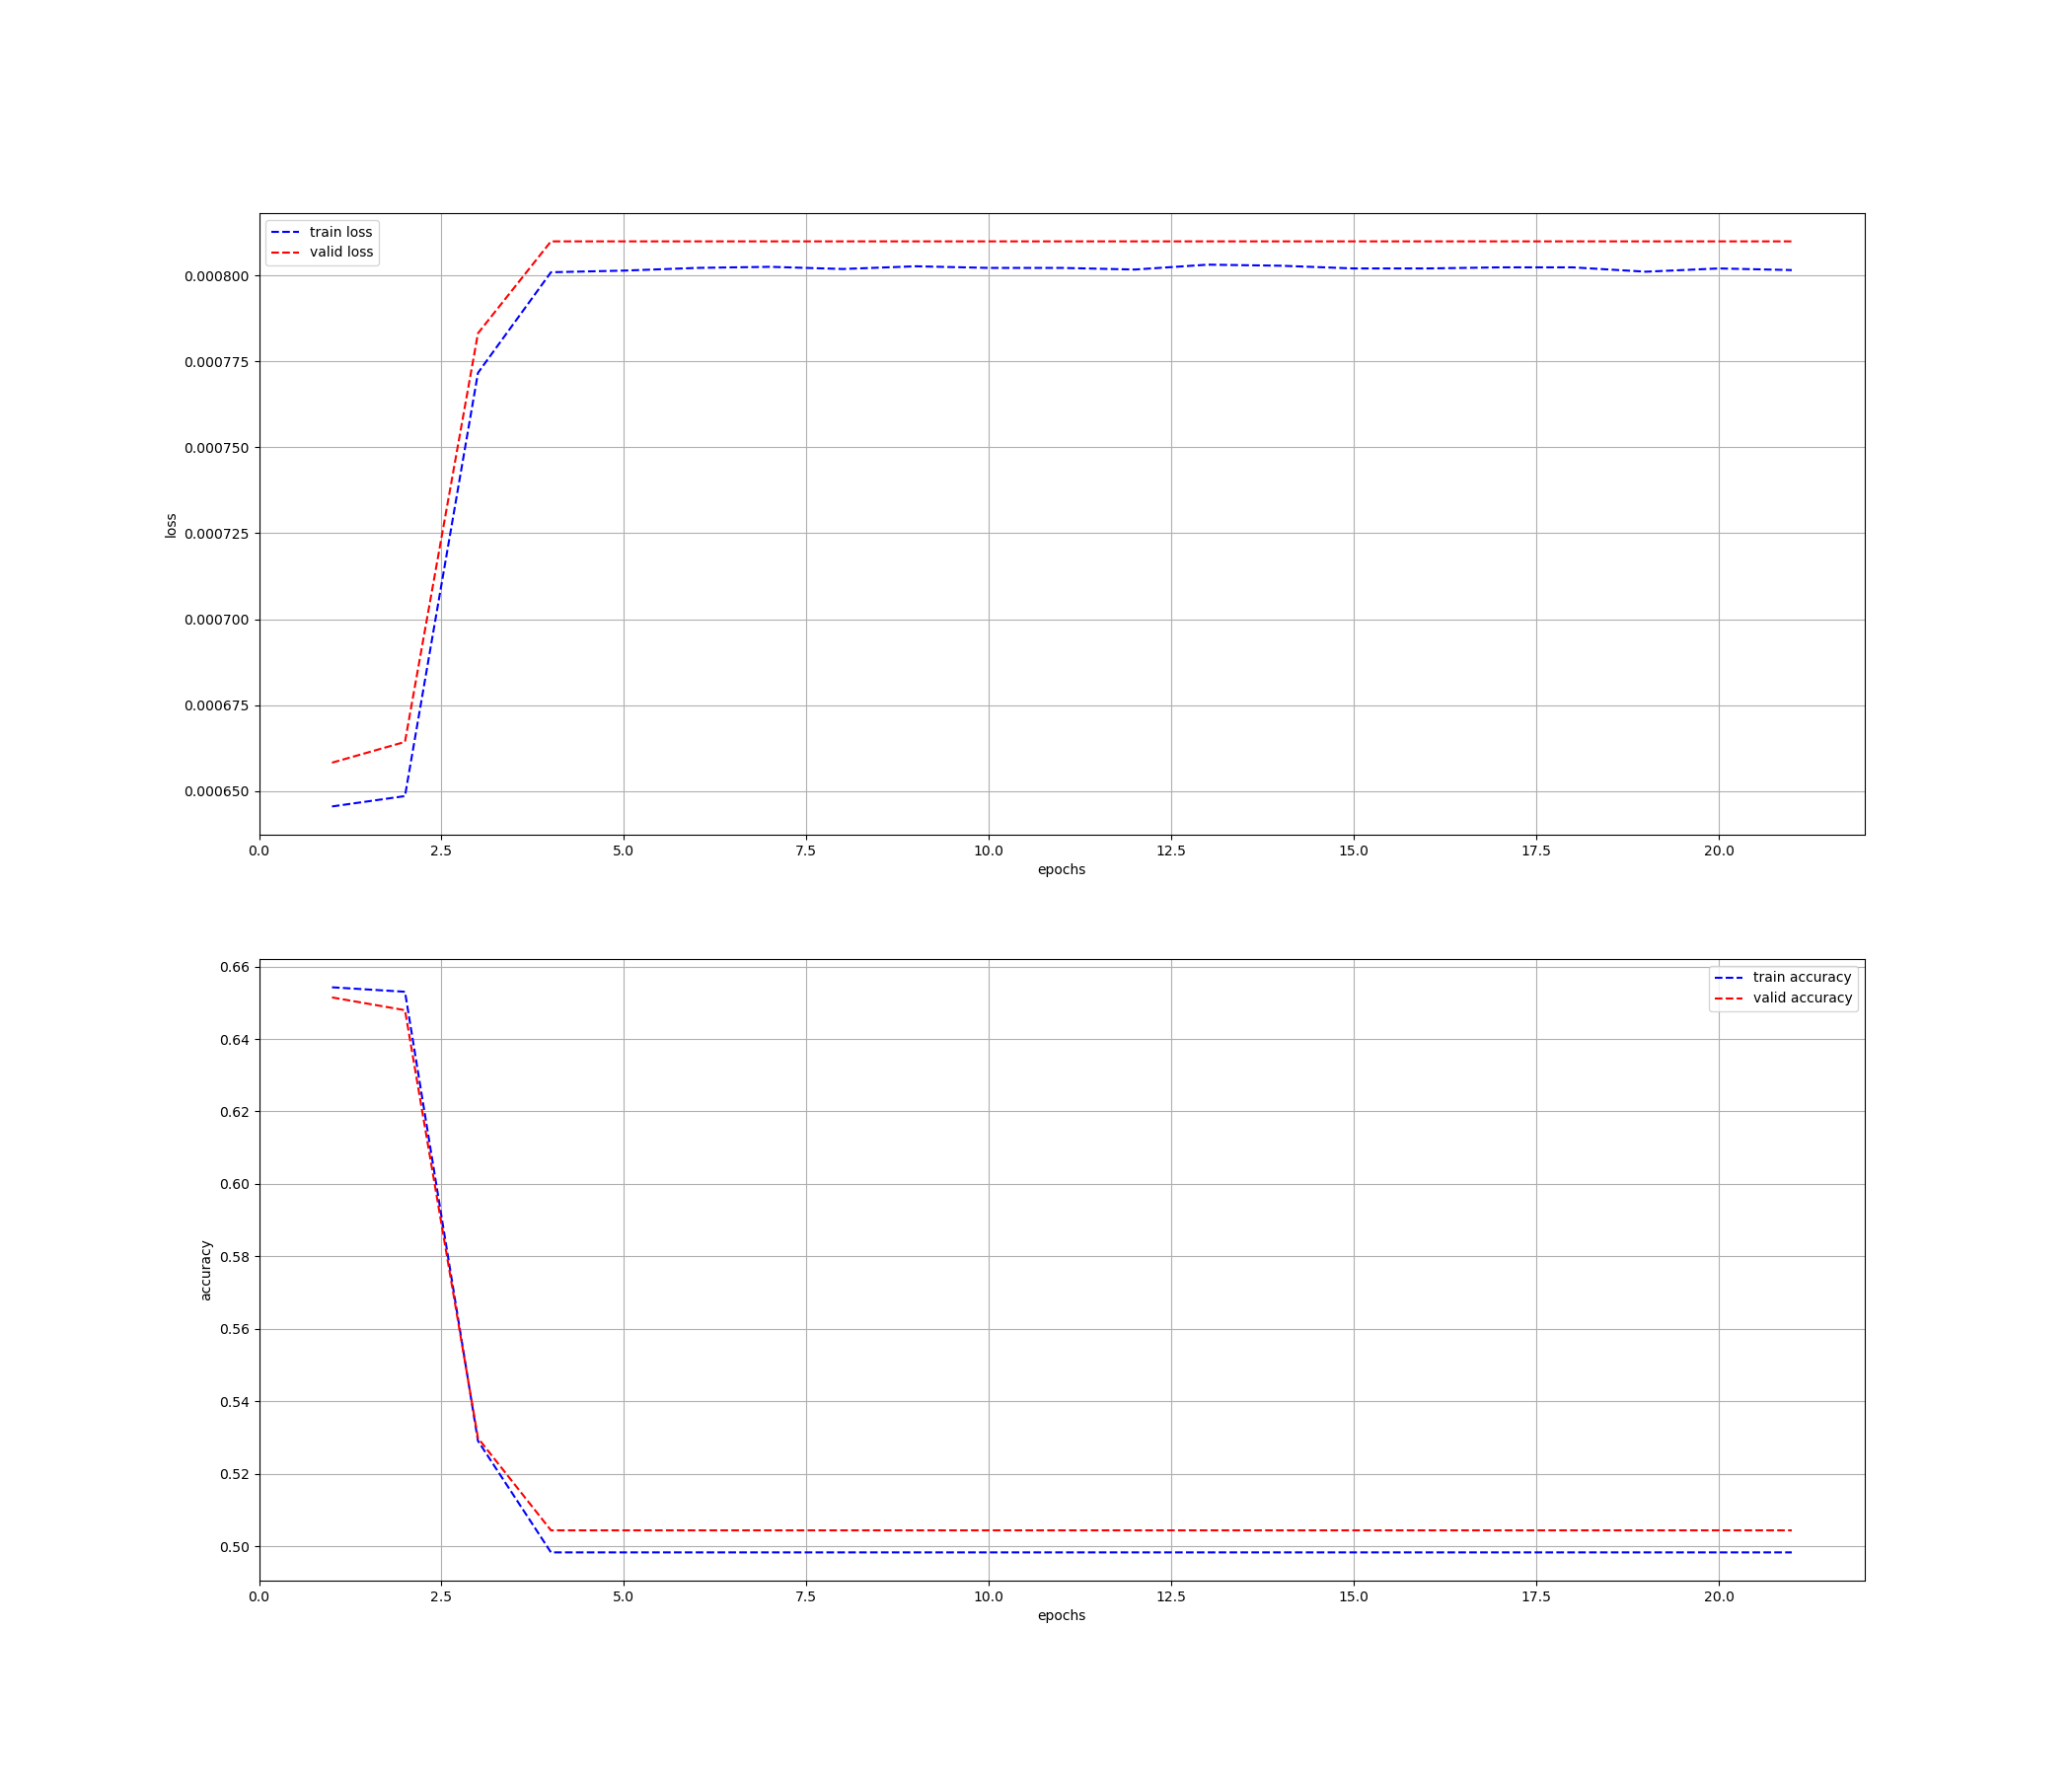 train loss
valid loss
0.000800
0.000775
0.000750
0.000725
0.000700
0.000675
0.000650
loss
0.0 2.5 5.0 7.5 10.0 12.5 15.0 17.5 20.0
epochs
train accuracy
valid accuracy
0.66
0.64
0.62
0.60
0.58
0.56
0.54
0.52
0.50
accuracy
0.0 2.5 5.0 7.5 10.0 12.5 15.0 17.5 20.0
epochs